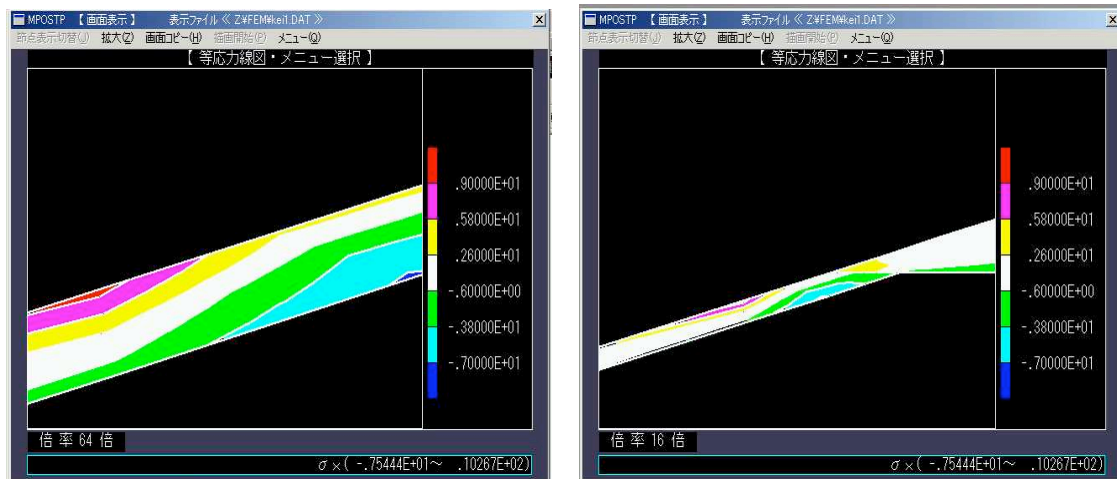 MPOSTP 【画面表示】 表示ファイル≪ Z:¥FEM¥kei1.DAT ≫
節点表示切替(J) 拡大(Z) 画面コピー(H) 描画開始(P) メニュー(Q)
【 等応力線図・メニュー選択 】
.90000E+01
.58000E+01
.26000E+01
-.60000E+00
-.38000E+01
-.70000E+01
倍 率 64 倍
σx( -.75444E+01~ .10267E+02)
MPOSTP 【画面表示】 表示ファイル≪ Z:¥FEM¥kei1.DAT ≫
節点表示切替(J) 拡大(Z) 画面コピー(H) 描画開始(P) メニュー(Q)
【 等応力線図・メニュー選択 】
.90000E+01
.58000E+01
.26000E+01
-.60000E+00
-.38000E+01
-.70000E+01
倍 率 16 倍
σx( -.75444E+01~ .10267E+02)